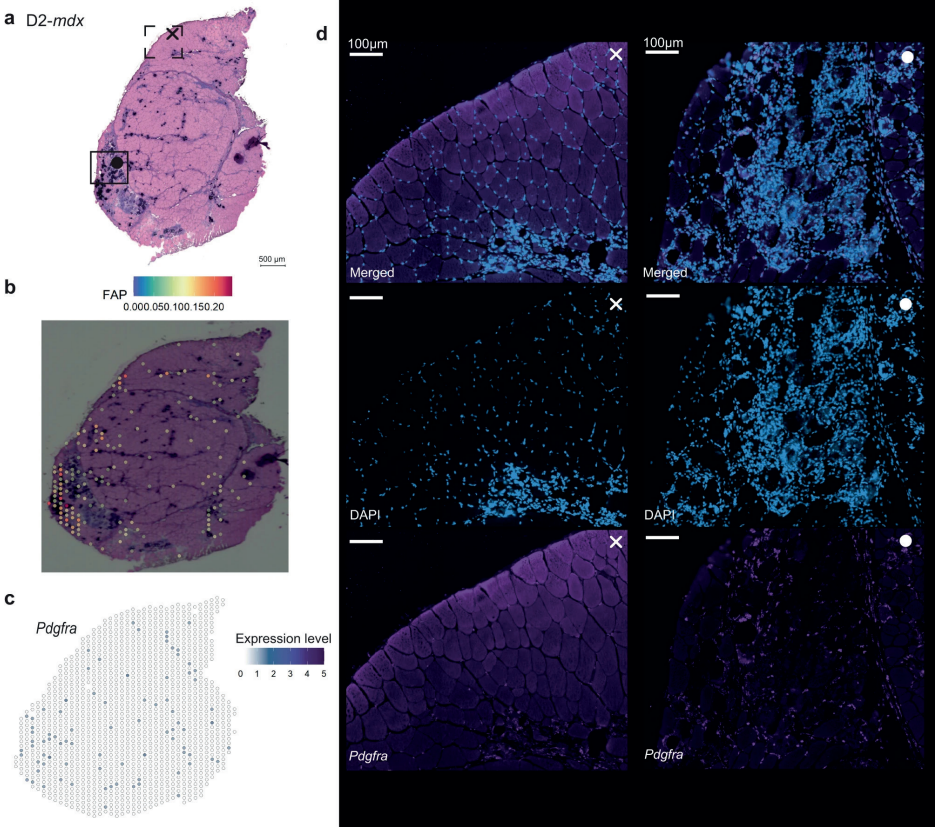 a
D2-mdx
500 µm
b
FAP
0.000.050.100.150.20
c
Pdgfra
Expression level
0 1 2 3 4 5
d
100µm
100µm
Merged
Merged
DAPI
DAPI
Pdgfra
Pdgfra